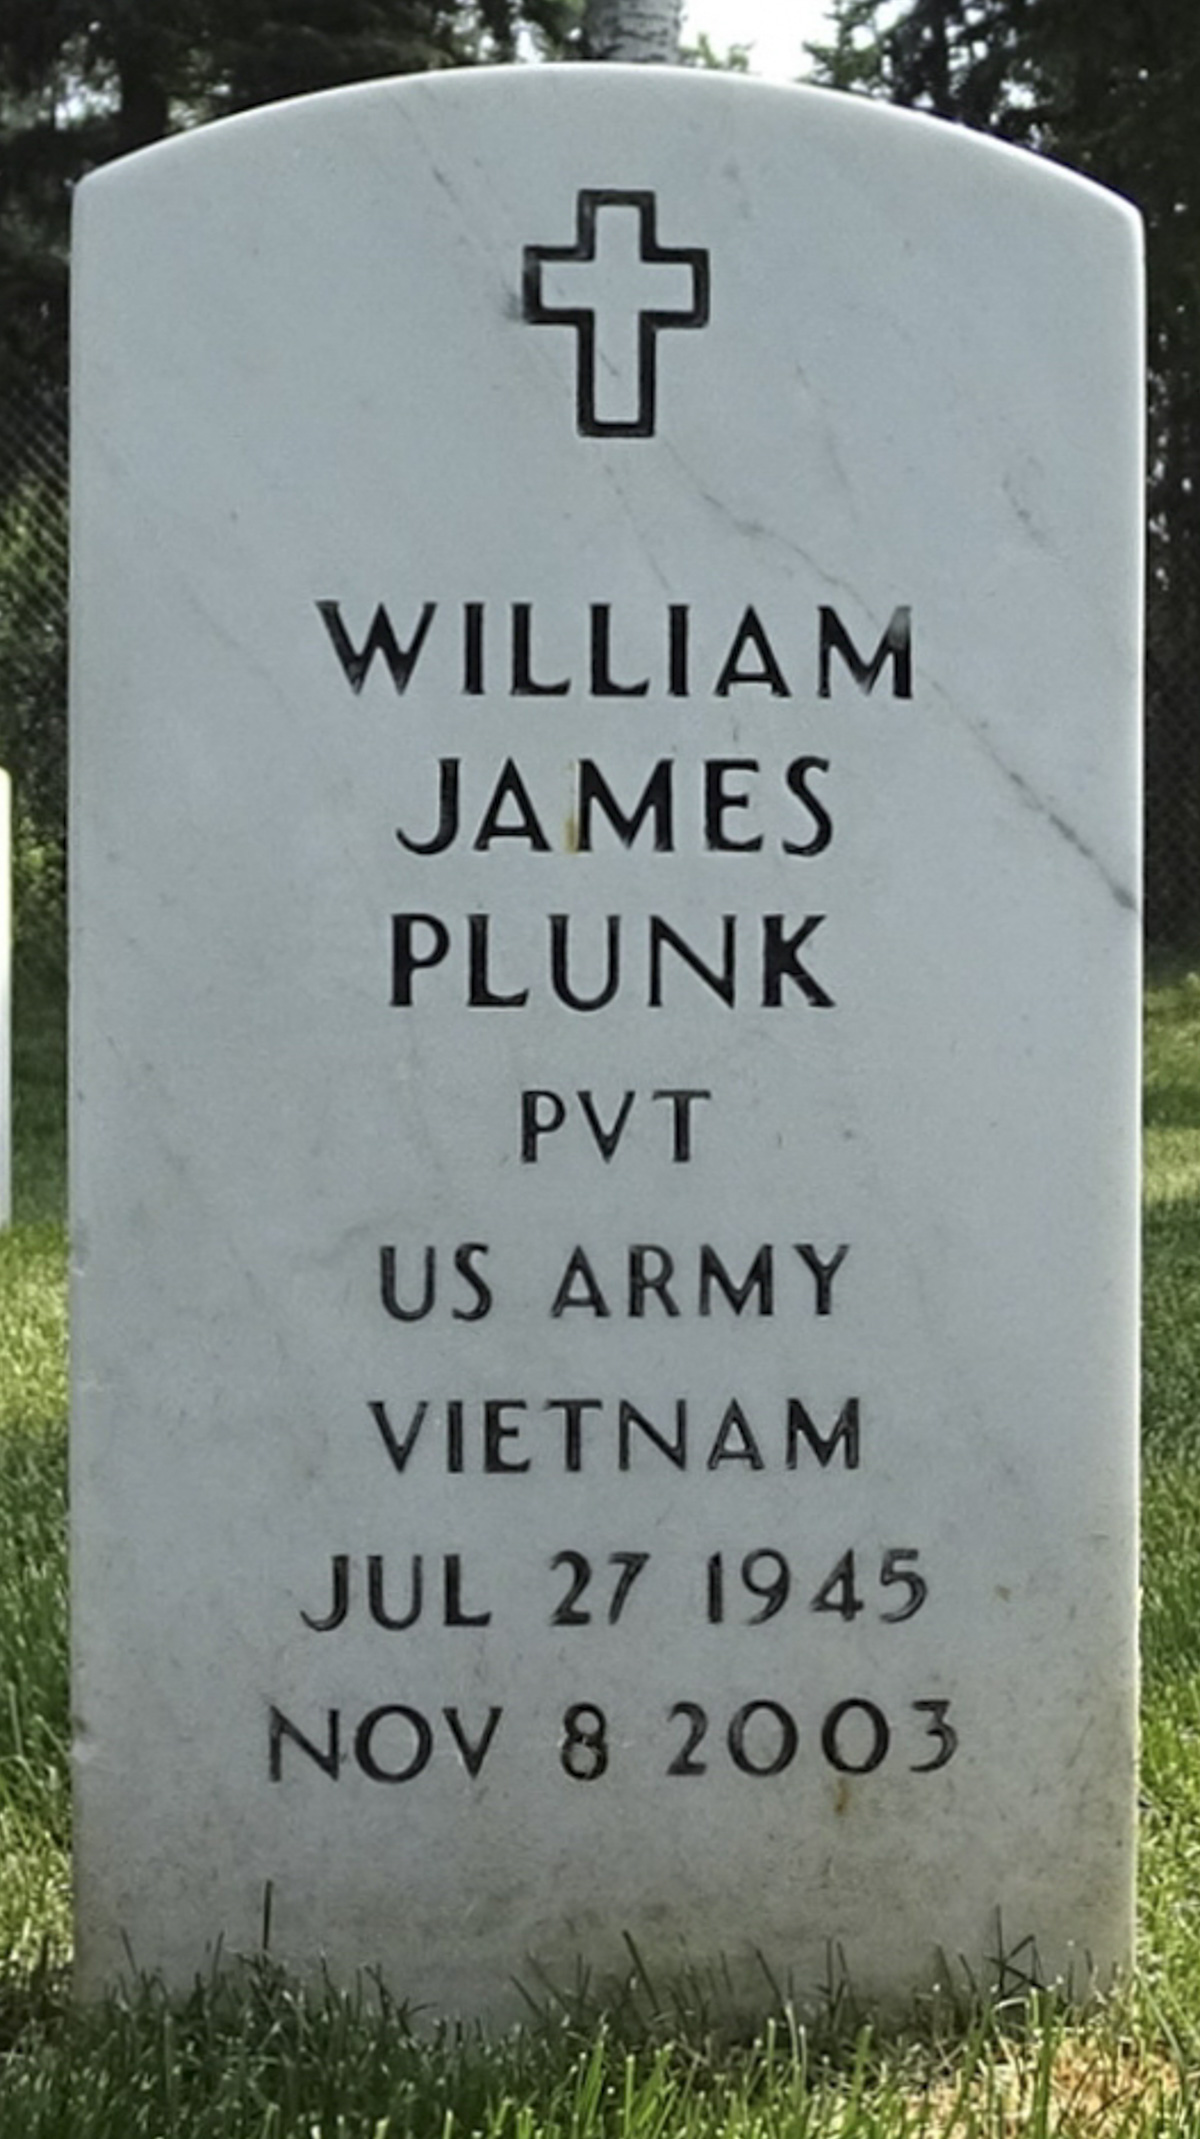 WILLIAM
JAMES
PLUNK
PVT
US ARMY
VIETNAM
JUL 27 1945
NOV 8 2003